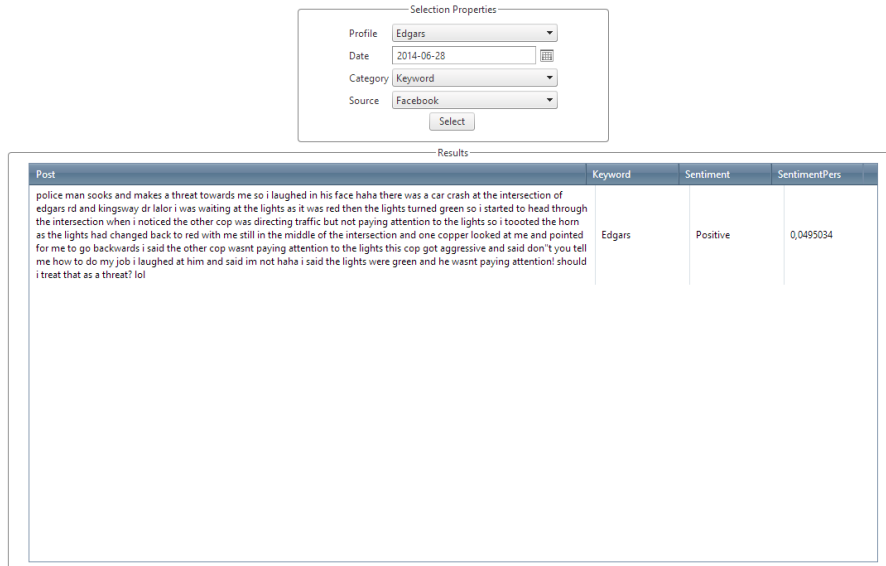 Selection Properties
Profile Edgars
Date 2014-06-28
Category Keyword
Source Facebook
Select
Results
Post Keyword Sentiment SentimentPers
police man sooks and makes a threat towards me so i laughed in his face haha there was a car crash at the intersection of
edgars rd and kingsway dr lalor i was waiting at the lights as it was red then the lights turned green so i started to head through
the intersection when i noticed the other cop was directing traffic but not paying attention to the lights so i toooted the horn
as the lights had changed back to red with me still in the middle of the intersection and one copper looked at me and pointed
for me to go backwards i said the other cop wasnt paying attention to the lights this cop got aggressive and said don"t you tell
me how to do my job i laughed at him and said im not haha i said the lights were green and he wasnt paying attention! should
i treat that as a threat? lol
Edgars Positive 0,0495034